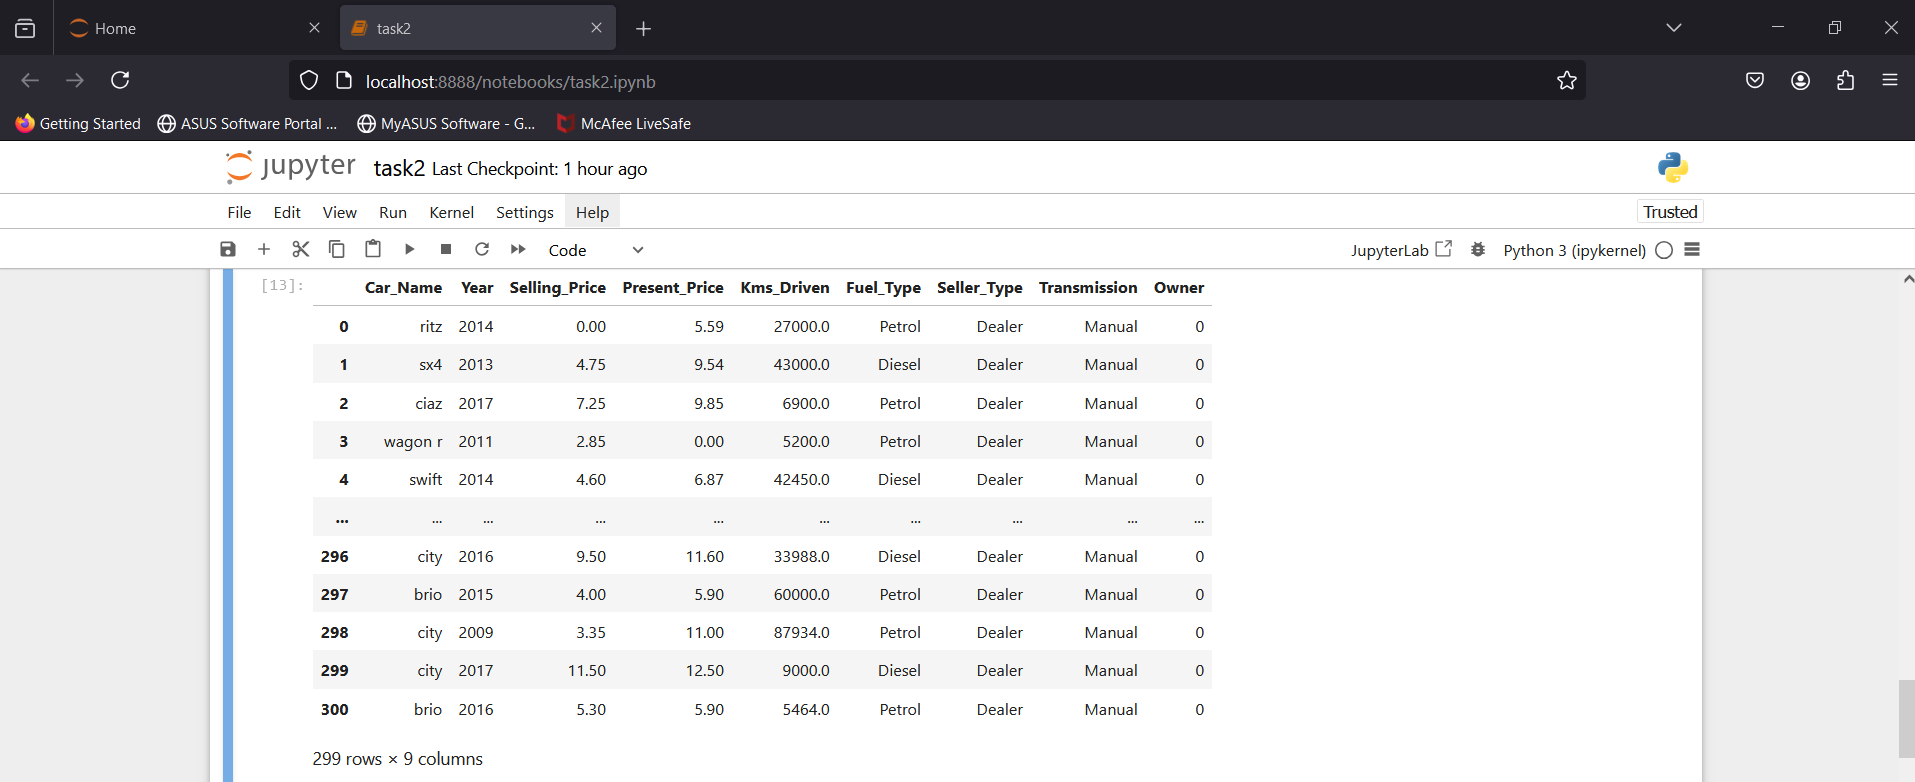 Home
task2
localhost:8888/notebooks/task2.ipynb
Getting Started ASUS Software Portal ... MyASUS Software - G... McAfee LiveSafe
jupyter task2 Last Checkpoint: 1 hour ago
File Edit View Run Kernel Settings Help Trusted
Code JupyterLab Python 3 (ipykernel)
[13]: Car_Name Year Selling_Price Present_Price Kms_Driven Fuel_Type Seller_Type Transmission Owner
0 ritz 2014 0.00 5.59 27000.0 Petrol Dealer Manual 0
1 sx4 2013 4.75 9.54 43000.0 Diesel Dealer Manual 0
2 ciaz 2017 7.25 9.85 6900.0 Petrol Dealer Manual 0
3 wagon r 2011 2.85 0.00 5200.0 Petrol Dealer Manual 0
4 swift 2014 4.60 6.87 42450.0 Diesel Dealer Manual 0
... ... ... ... ... ... ... ... ... ...
296 city 2016 9.50 11.60 33988.0 Diesel Dealer Manual 0
297 brio 2015 4.00 5.90 60000.0 Petrol Dealer Manual 0
298 city 2009 3.35 11.00 87934.0 Petrol Dealer Manual 0
299 city 2017 11.50 12.50 9000.0 Diesel Dealer Manual 0
300 brio 2016 5.30 5.90 5464.0 Petrol Dealer Manual 0
299 rows × 9 columns